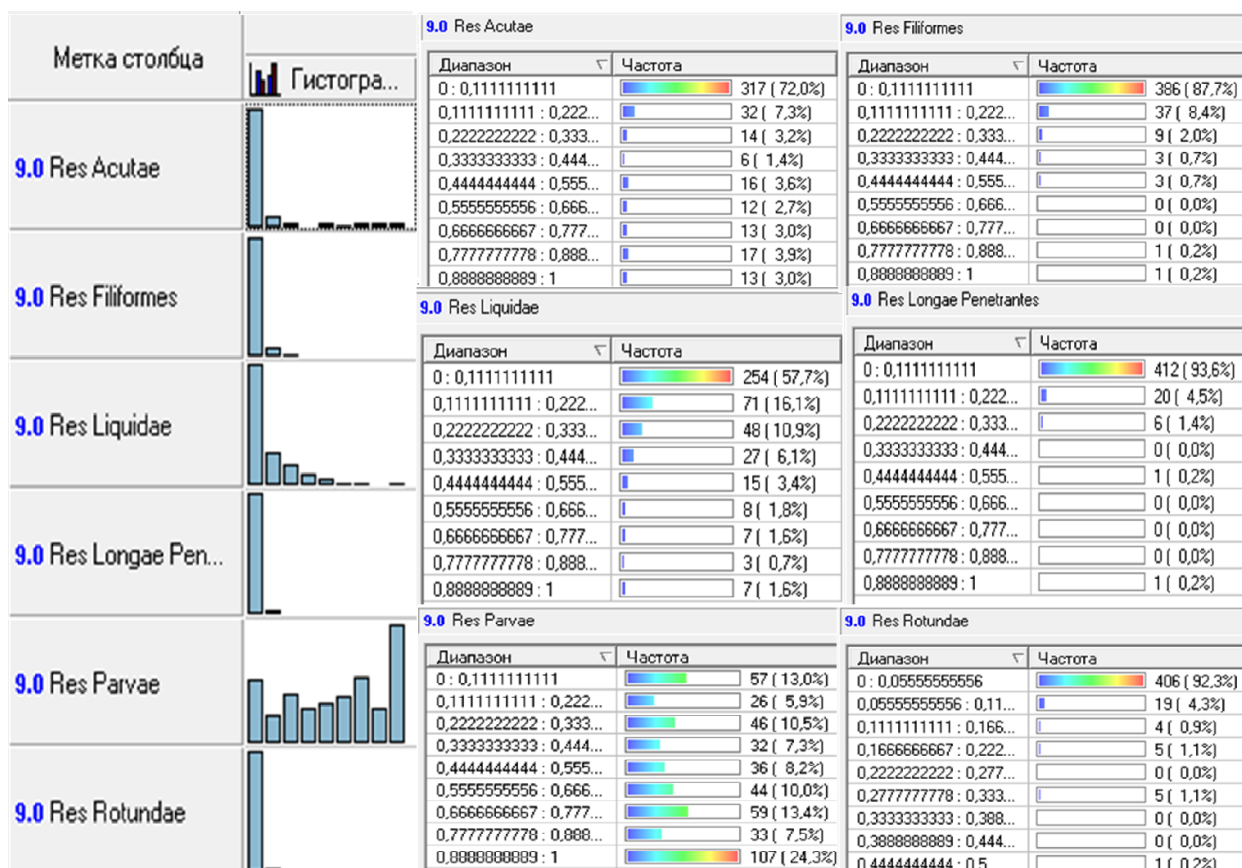 Метка столбца
Гистогра...
9.0 Res Acutae
9.0 Res Filiformes
9.0 Res Liquidae
9.0 Res Longae Pen...
9.0 Res Parvae
9.0 Res Rotundae
9.0 Res Acutae
Диапазон Частота
0 : 0,1111111111 317 ( 72,0%)
0,1111111111 : 0,222... 32 ( 7,3%)
0,2222222222 : 0,333... 14 ( 3,2%)
0,3333333333 : 0,444... 6 ( 1,4%)
0,4444444444 : 0,555... 16 ( 3,6%)
0,5555555556 : 0,666... 12 ( 2,7%)
0,6666666667 : 0,777... 13 ( 3,0%)
0,7777777778 : 0,888... 17 ( 3,9%)
0,8888888889 : 1 13 ( 3,0%)
9.0 Res Filiformes
Диапазон Частота
0 : 0,1111111111 386 ( 87,7%)
0,1111111111 : 0,222... 37 ( 8,4%)
0,2222222222 : 0,333... 9 ( 2,0%)
0,3333333333 : 0,444... 3 ( 0,7%)
0,4444444444 : 0,555... 3 ( 0,7%)
0,5555555556 : 0,666... 0 ( 0,0%)
0,6666666667 : 0,777... 0 ( 0,0%)
0,7777777778 : 0,888... 1 ( 0,2%)
0,8888888889 : 1 1 ( 0,2%)
9.0 Res Liquidae
Диапазон Частота
0 : 0,1111111111 254 ( 57,7%)
0,1111111111 : 0,222... 71 ( 16,1%)
0,2222222222 : 0,333... 48 ( 10,9%)
0,3333333333 : 0,444... 27 ( 6,1%)
0,4444444444 : 0,555... 15 ( 3,4%)
0,5555555556 : 0,666... 8 ( 1,8%)
0,6666666667 : 0,777... 7 ( 1,6%)
0,7777777778 : 0,888... 3 ( 0,7%)
0,8888888889 : 1 7 ( 1,6%)
9.0 Res Longae Penetrantes
Диапазон Частота
0 : 0,1111111111 412 ( 93,6%)
0,1111111111 : 0,222... 20 ( 4,5%)
0,2222222222 : 0,333... 6 ( 1,4%)
0,3333333333 : 0,444... 0 ( 0,0%)
0,4444444444 : 0,555... 1 ( 0,2%)
0,5555555556 : 0,666... 0 ( 0,0%)
0,6666666667 : 0,777... 0 ( 0,0%)
0,7777777778 : 0,888... 0 ( 0,0%)
0,8888888889 : 1 1 ( 0,2%)
9.0 Res Parvae
Диапазон Частота
0 : 0,1111111111 57 ( 13,0%)
0,1111111111 : 0,222... 26 ( 5,9%)
0,2222222222 : 0,333... 46 ( 10,5%)
0,3333333333 : 0,444... 32 ( 7,3%)
0,4444444444 : 0,555... 36 ( 8,2%)
0,5555555556 : 0,666... 44 ( 10,0%)
0,6666666667 : 0,777... 59 ( 13,4%)
0,7777777778 : 0,888... 33 ( 7,5%)
0,8888888889 : 1 107 ( 24,3%)
9.0 Res Rotundae
Диапазон Частота
0 : 0,05555555556 406 ( 92,3%)
0,05555555556 : 0,11... 19 ( 4,3%)
0,1111111111 : 0,166... 4 ( 0,9%)
0,1666666667 : 0,222... 5 ( 1,1%)
0,2222222222 : 0,277... 0 ( 0,0%)
0,2777777778 : 0,333... 5 ( 1,1%)
0,3333333333 : 0,388... 0 ( 0,0%)
0,3888888889 : 0,444... 0 ( 0,0%)
0,4444444444 : 0,5 1 ( 0,2%)